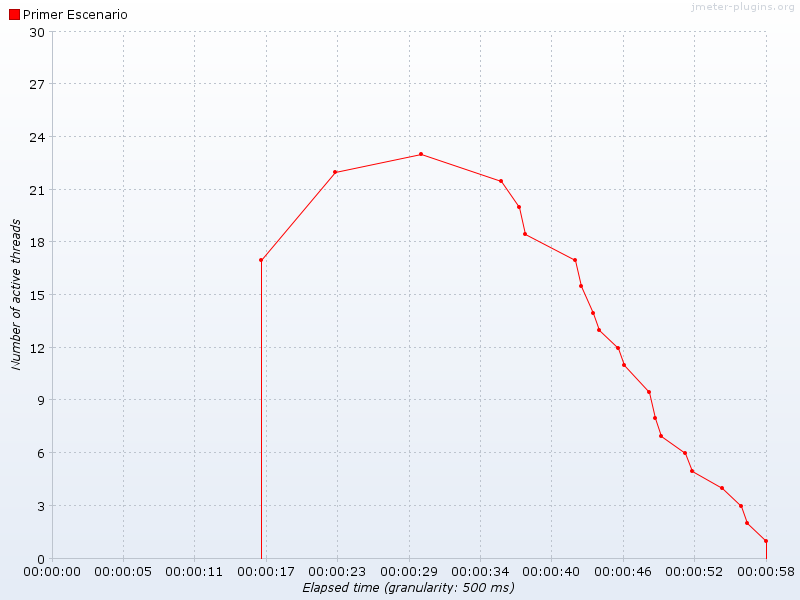 jmeter-plugins.org
Primer Escenario
30
27
24
21
18
15
12
9
6
3
0
Number of active threads
00:00:00 00:00:05 00:00:11 00:00:17 00:00:23 00:00:29 00:00:34 00:00:40 00:00:46 00:00:52 00:00:58
Elapsed time (granularity: 500 ms)